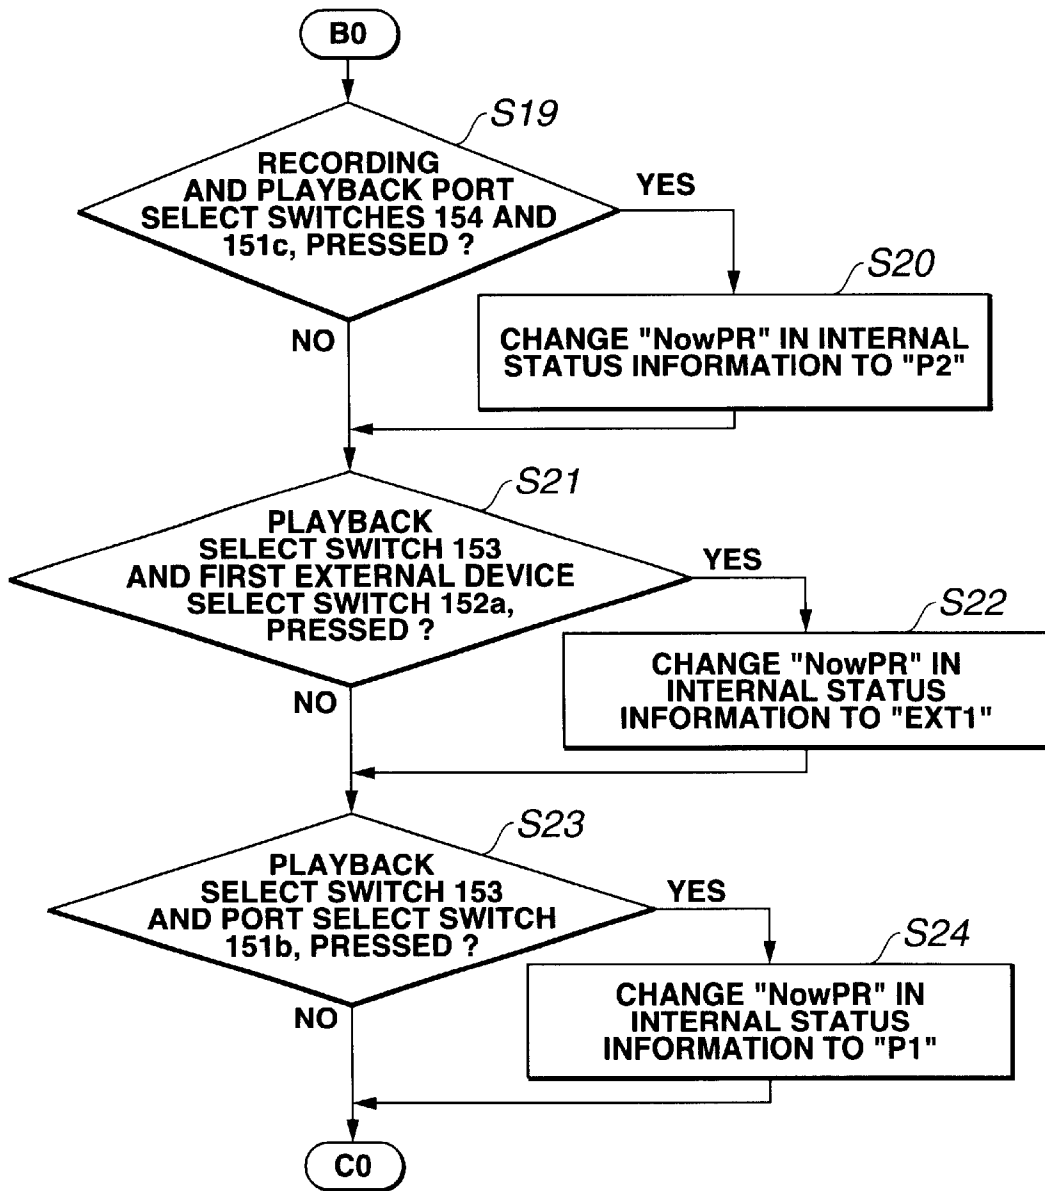 B0
S19
RECORDING
AND PLAYBACK PORT
SELECT SWITCHES 154 AND
151c, PRESSED ?
YES
S20
NO
CHANGE "NowPR" IN INTERNAL
STATUS INFORMATION TO "P2"
S21
PLAYBACK
SELECT SWITCH 153
AND FIRST EXTERNAL DEVICE
SELECT SWITCH 152a,
PRESSED ?
YES
S22
NO
CHANGE "NowPR" IN
INTERNAL STATUS
INFORMATION TO "EXT1"
S23
PLAYBACK
SELECT SWITCH 153
AND PORT SELECT SWITCH
151b, PRESSED ?
YES
S24
NO
CHANGE "NowPR" IN
INTERNAL STATUS
INFORMATION TO "P1"
C0